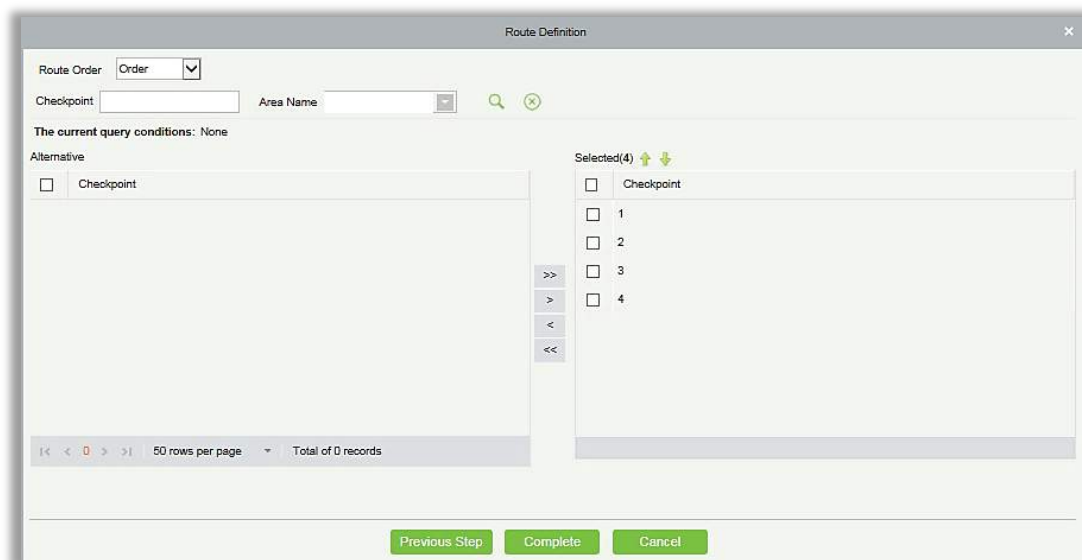 Route Definition
Route Order Order
Checkpoint Area Name
The current query conditions: None
Alternative
Selected(4)
Checkpoint
Checkpoint
1
2
3
4
>>
>
<
<<
|< < 0 > >| 50 rows per page Total of 0 records
Previous Step Complete Cancel